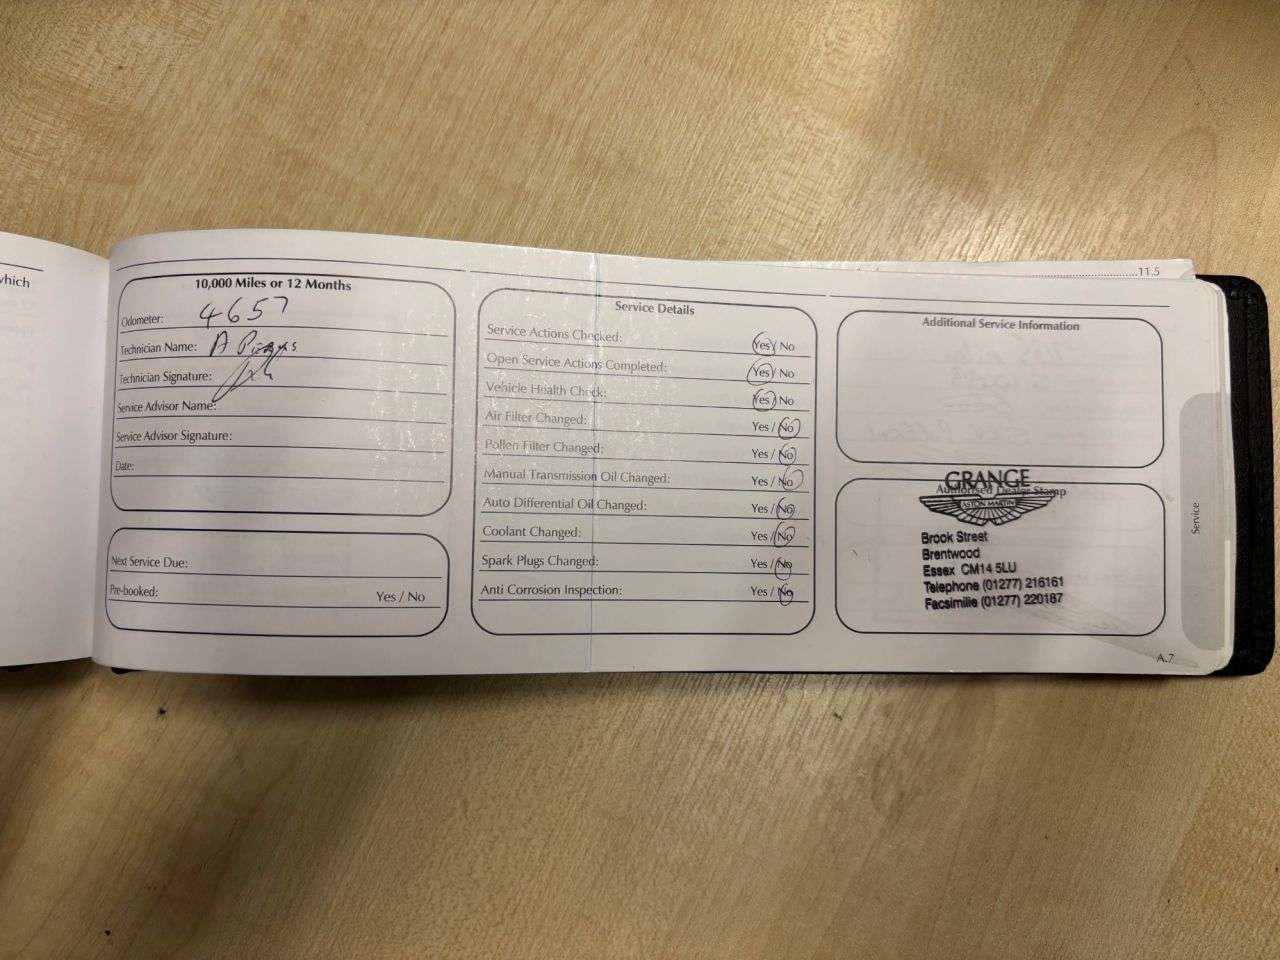 which
11.5
10,000 Miles or 12 Months
Odometer: 4657
Technician Name: A
Technician Signature:
Service Advisor Name:
Service Advisor Signature:
Date:
Next Service Due:
Pre-booked: Yes / No
Service Details
Service Actions Checked: Yes / No
Open Service Actions Completed: Yes / No
Vehicle Health Check: Yes / No
Air Filter Changed: Yes / No
Pollen Filter Changed: Yes / No
Manual Transmission Oil Changed: Yes / No
Auto Differential Oil Changed: Yes / No
Coolant Changed: Yes / No
Spark Plugs Changed: Yes / No
Anti Corrosion Inspection: Yes / No
Additional Service Information
GRANGE
Authorised Dealer Stamp
ASTON MARTIN
Brook Street
Brentwood
Essex CM14 5LU
Telephone (01277) 216161
Facsimilie (01277) 220187
Service
A.7